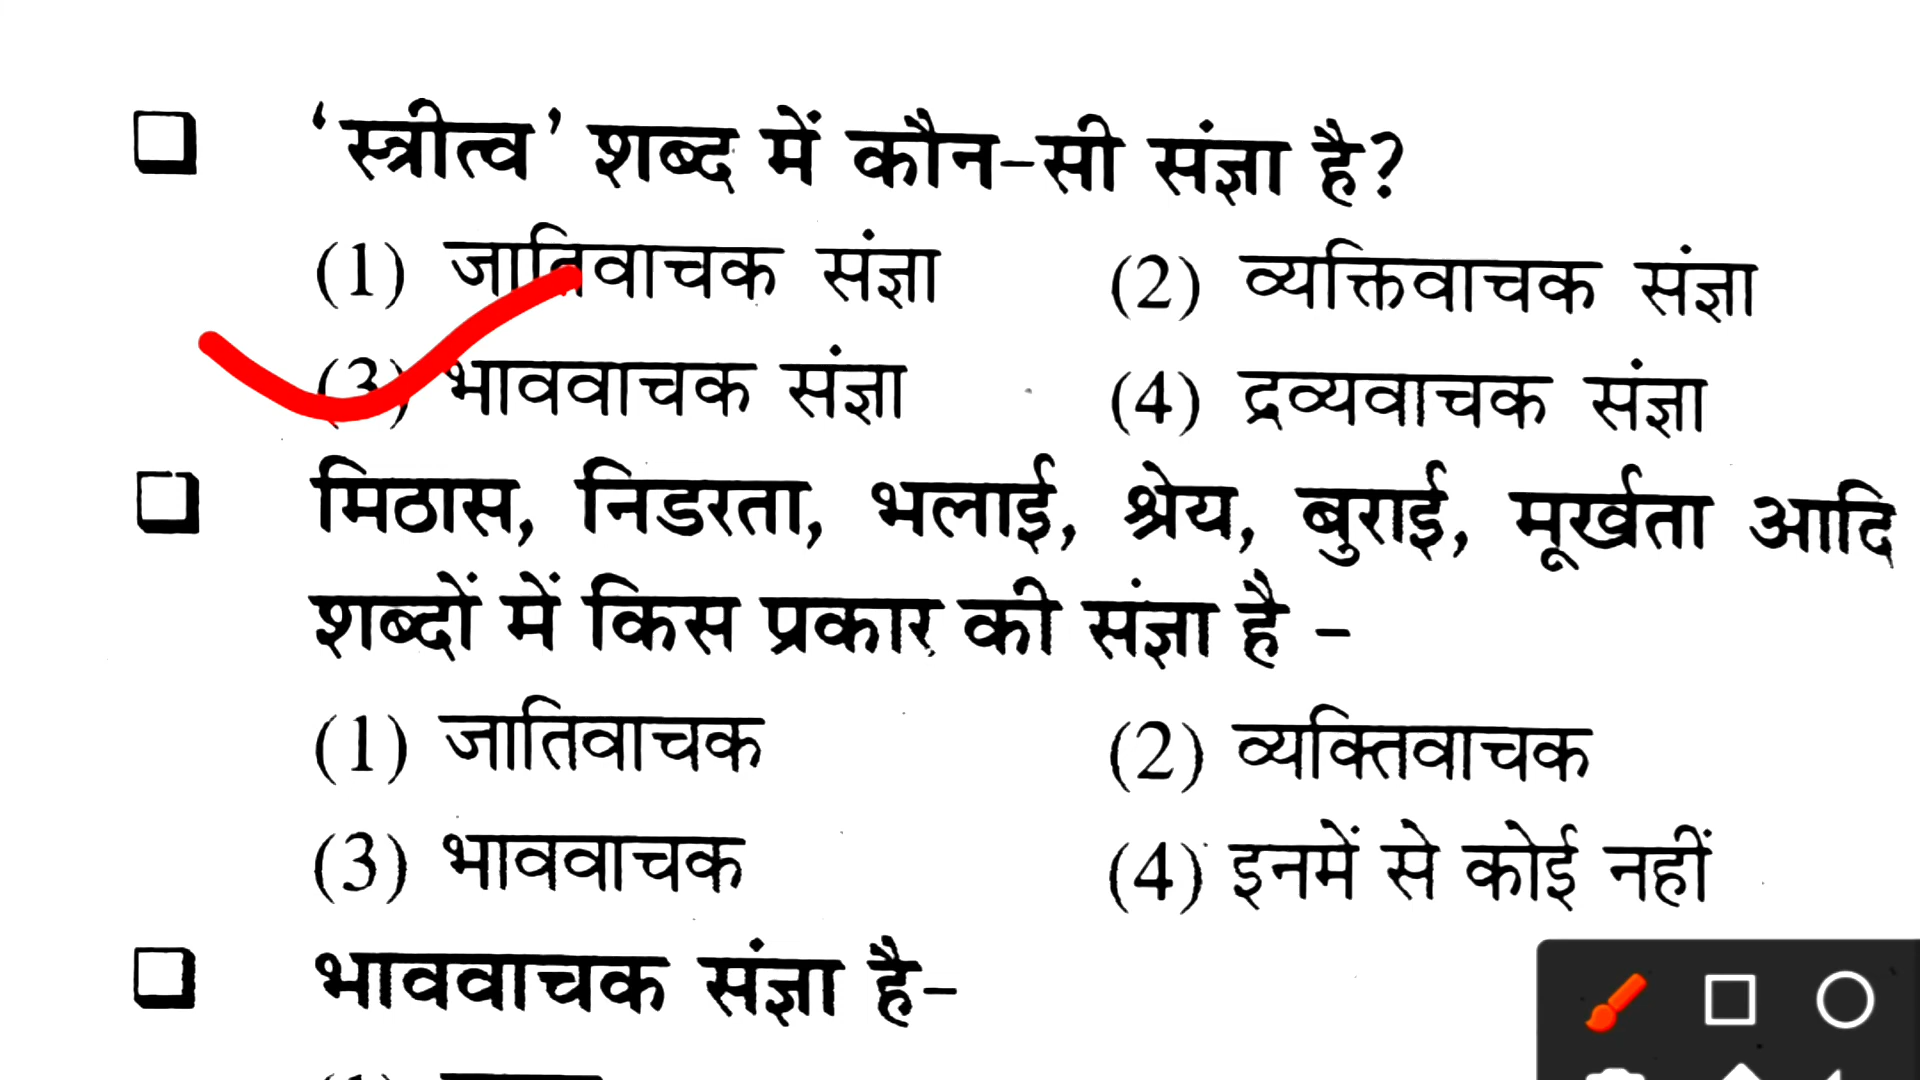 ‘स्त्रीत्व’ शब्द में कौन-सी संज्ञा है?
(1) जातिवाचक संज्ञा (2) व्यक्तिवाचक संज्ञा
(3) भाववाचक संज्ञा (4) द्रव्यवाचक संज्ञा
मिठास, निडरता, भलाई, श्रेय, बुराई, मूर्खता आदि
शब्दों में किस प्रकार की संज्ञा है -
(1) जातिवाचक (2) व्यक्तिवाचक
(3) भाववाचक (4) इनमें से कोई नहीं
भाववाचक संज्ञा है-